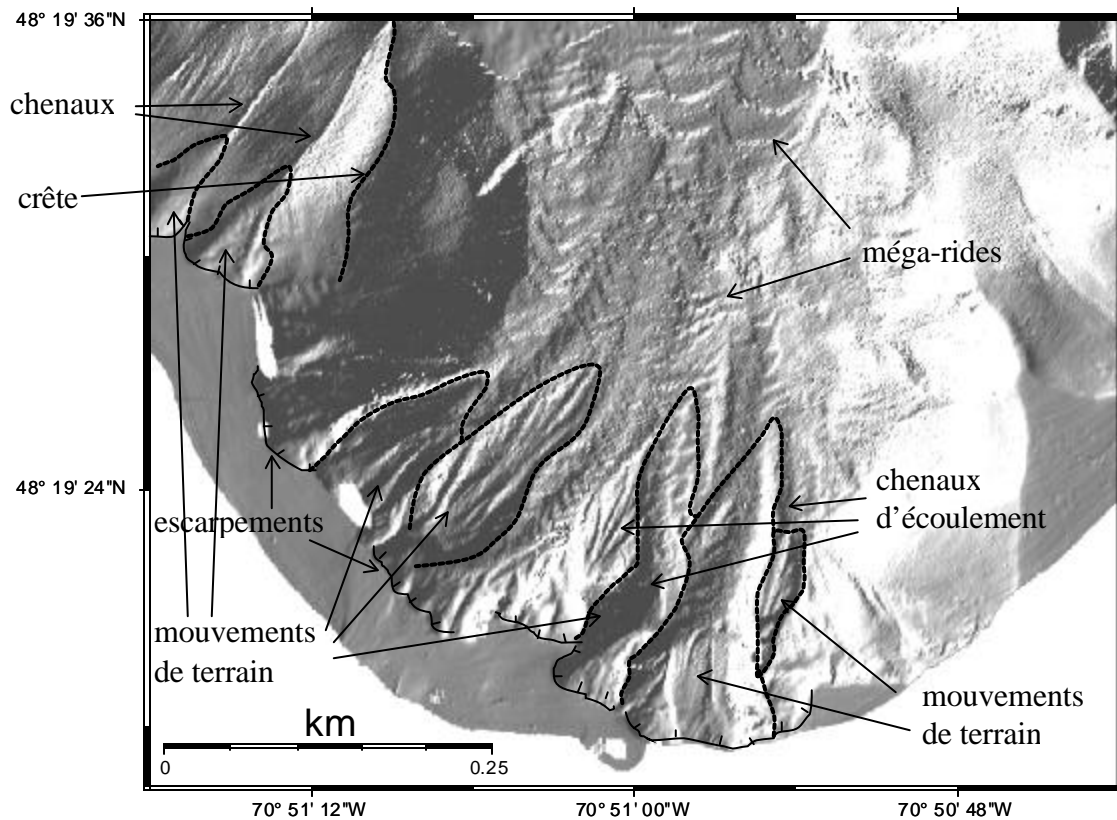 48° 19' 36"N
chenaux
crête
méga-rides
48° 19' 24"N
chenaux
d'écoulement
escarpements
mouvements
de terrain
mouvements
de terrain
km
0
0.25
70° 51' 12"W
70° 51' 00"W
70° 50' 48"W